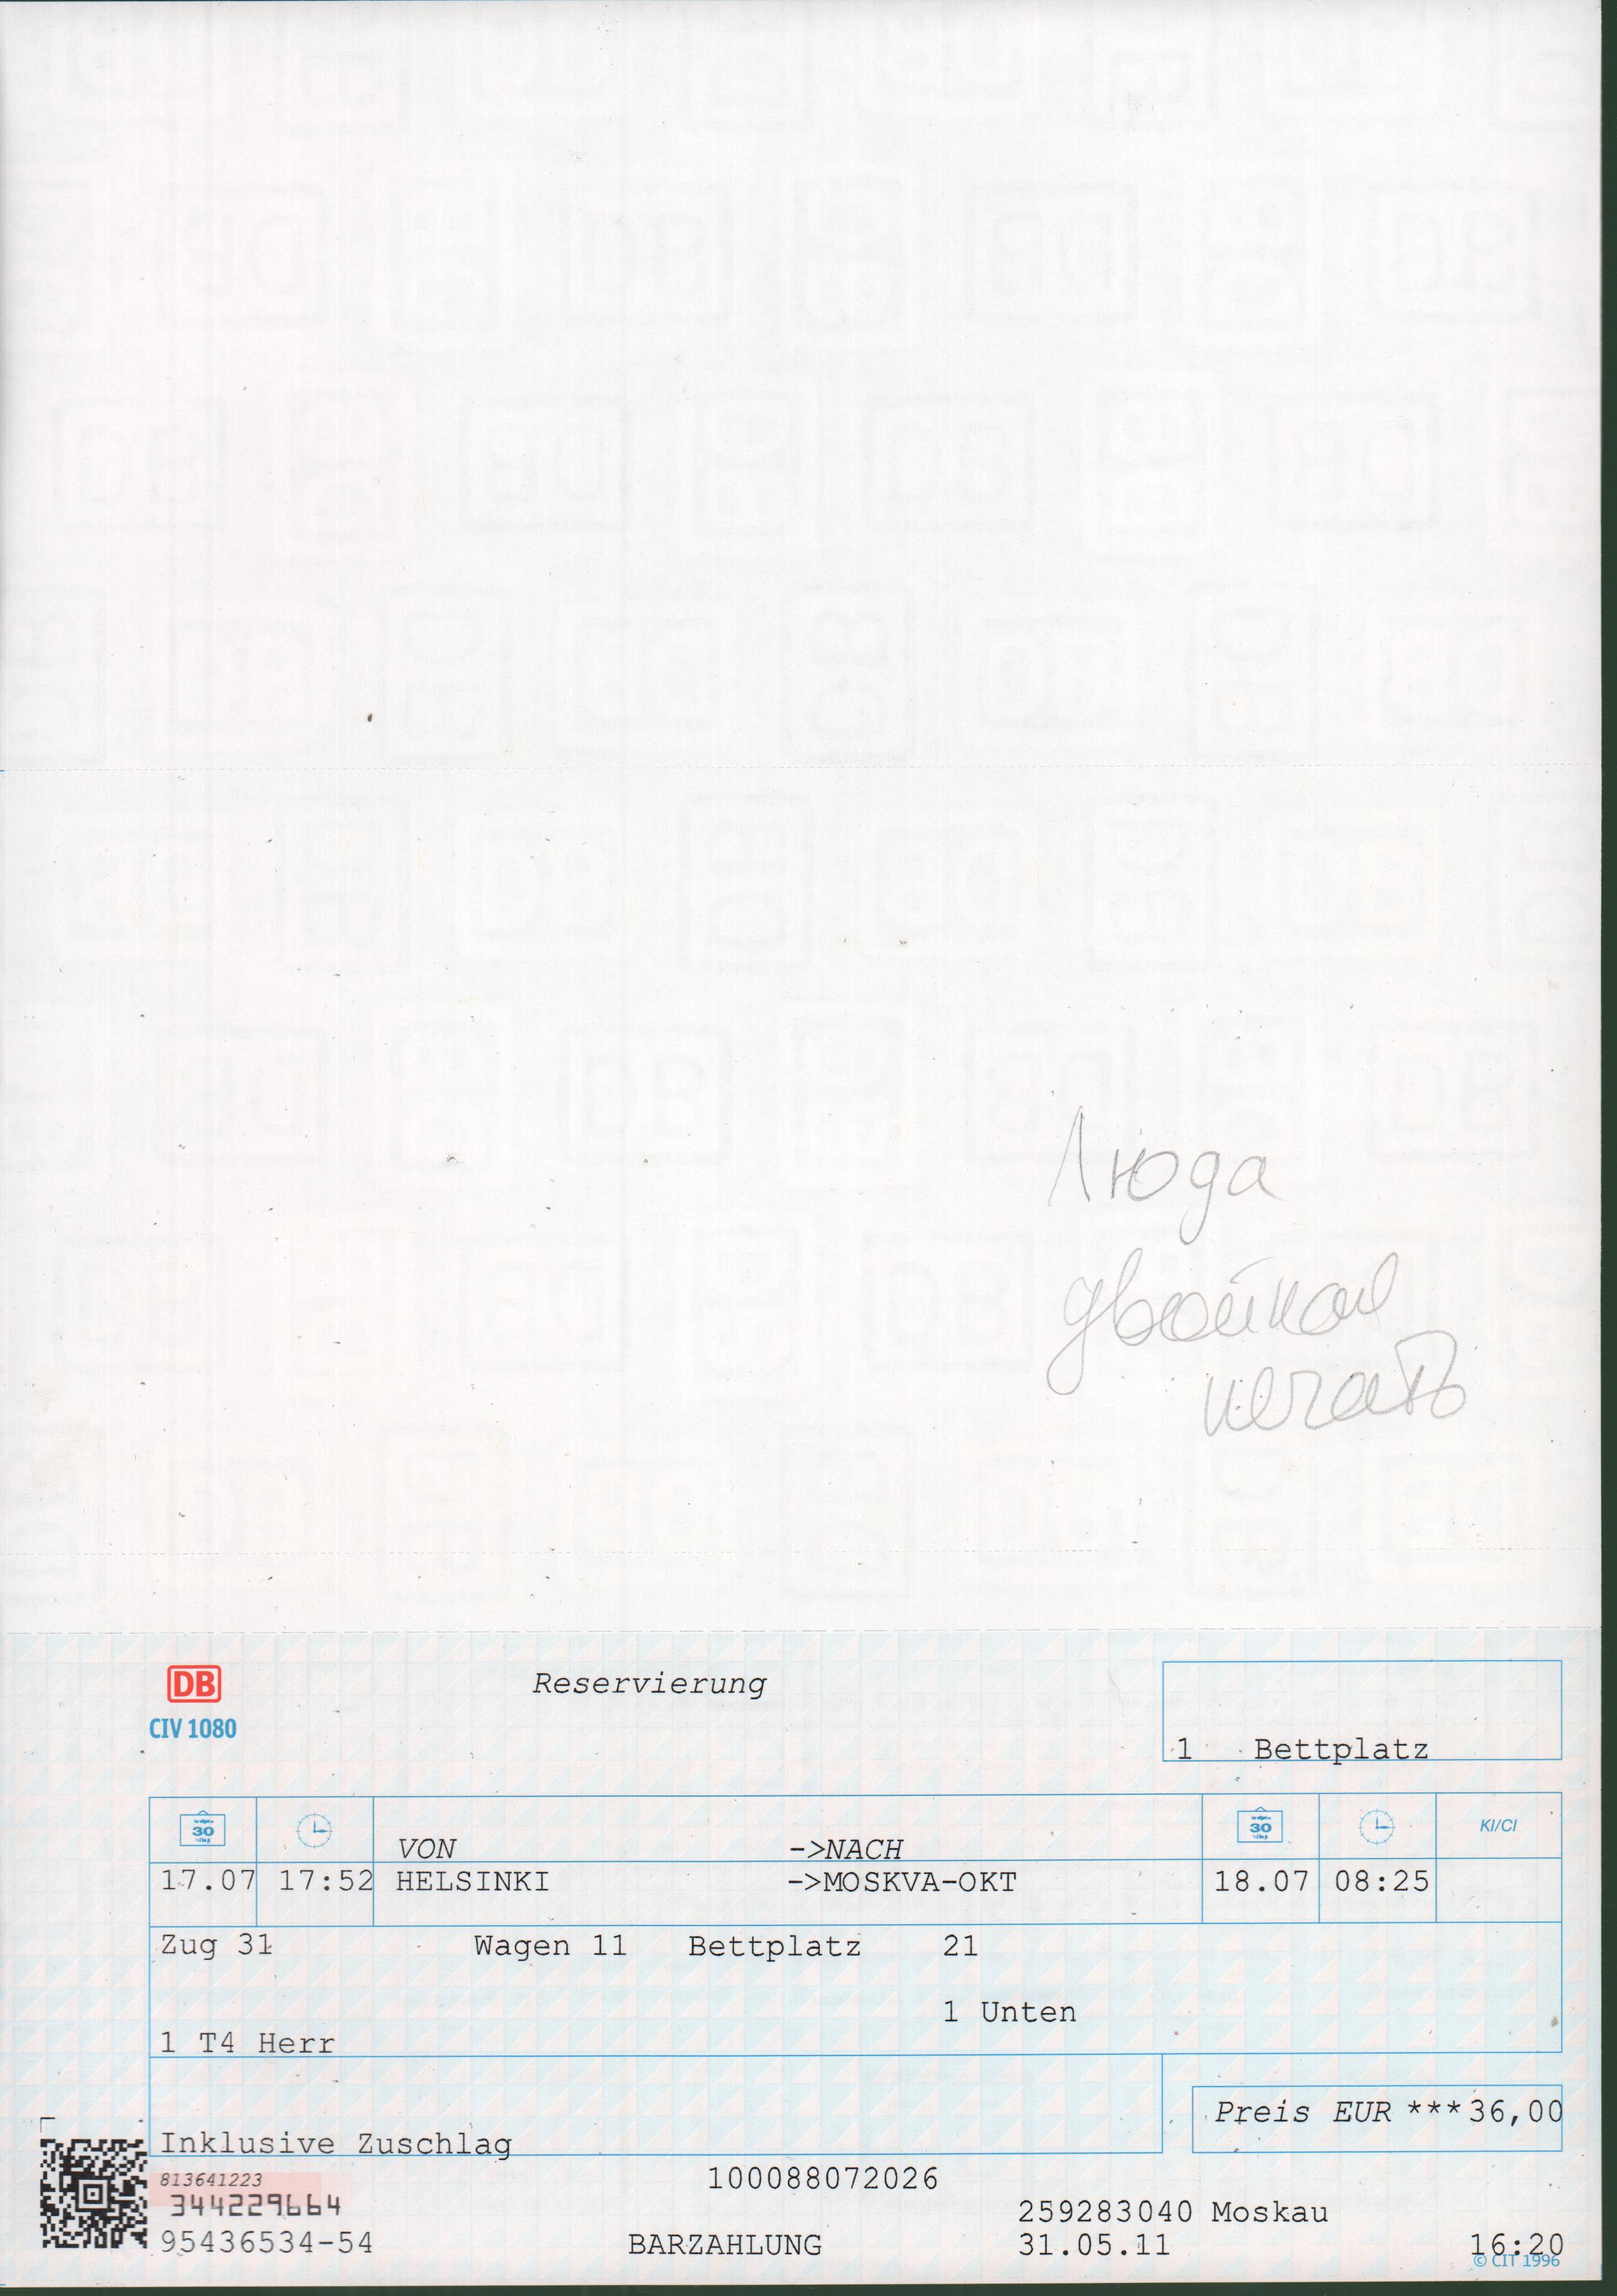 Люда
двойная
печать
DB
CIV 1080
Reservierung
1 Bettplatz
30 VON ->NACH 30 KI/CI
17.07 17:52 HELSINKI ->MOSKVA-OKT 18.07 08:25
Zug 31 Wagen 11 Bettplatz 21
1 Unten
1 T4 Herr
Preis EUR ***36,00
Inklusive Zuschlag
813641223
100088072026
344229664
259283040 Moskau
95436534-54 BARZAHLUNG 31.05.11 16:20
© CIT 1996